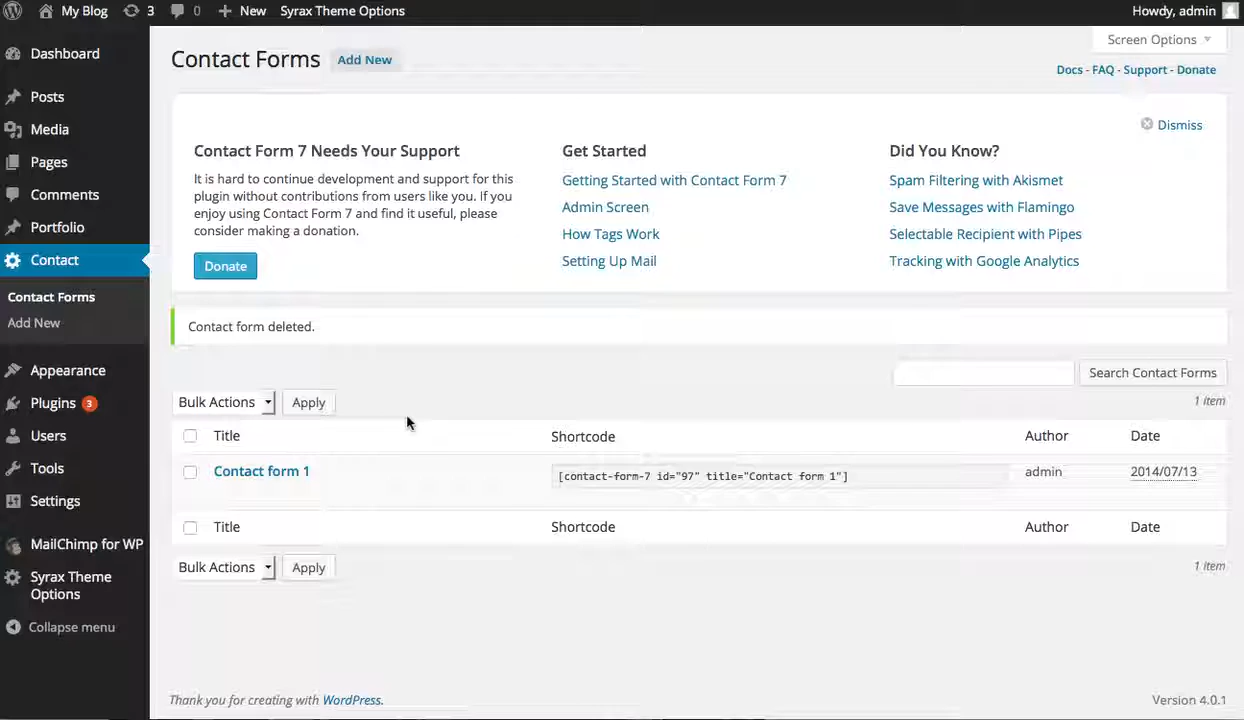 My Blog 3 0 New Syrax Theme Options Howdy, admin
Dashboard
Posts
Media
Pages
Comments
Portfolio
Contact
Contact Forms
Add New
Appearance
Plugins 3
Users
Tools
Settings
MailChimp for WP
Syrax Theme
Options
Collapse menu
Screen Options
Contact Forms Add New
Docs - FAQ - Support - Donate
Dismiss
Contact Form 7 Needs Your Support
It is hard to continue development and support for this
plugin without contributions from users like you. If you
enjoy using Contact Form 7 and find it useful, please
consider making a donation.
Donate
Get Started
Getting Started with Contact Form 7
Admin Screen
How Tags Work
Setting Up Mail
Did You Know?
Spam Filtering with Akismet
Save Messages with Flamingo
Selectable Recipient with Pipes
Tracking with Google Analytics
Contact form deleted.
Search Contact Forms
Bulk Actions Apply 1 item
Title Shortcode Author Date
Contact form 1 [contact-form-7 id="97" title="Contact form 1"] admin 2014/07/13
Title Shortcode Author Date
Bulk Actions Apply 1 item
Thank you for creating with WordPress. Version 4.0.1